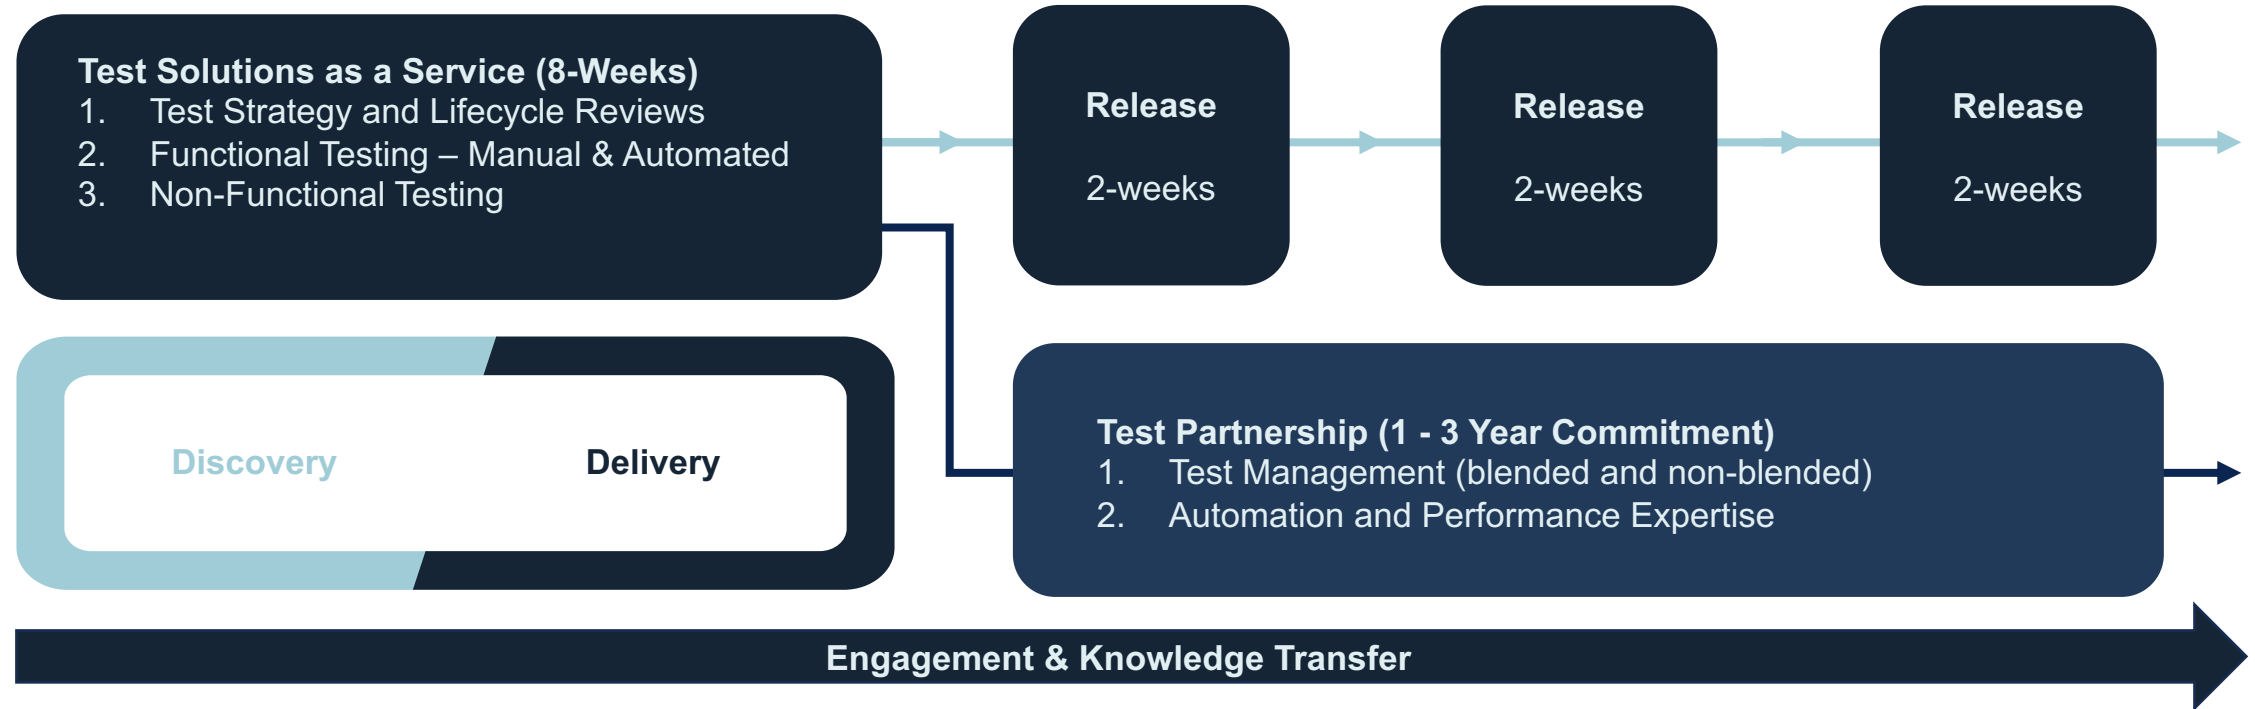 Test Solutions as a Service (8-Weeks)
1. Test Strategy and Lifecycle Reviews
2. Functional Testing – Manual & Automated
3. Non-Functional Testing
Release
2-weeks
Release
2-weeks
Release
2-weeks
Discovery
Delivery
Test Partnership (1 - 3 Year Commitment)
1. Test Management (blended and non-blended)
2. Automation and Performance Expertise
Engagement & Knowledge Transfer